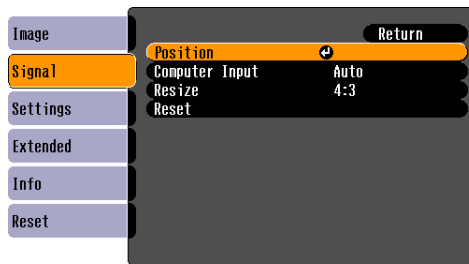 Image
Signal
Settings
Extended
Info
Reset
Return
Position
Computer Input Auto
Resize 4:3
Reset